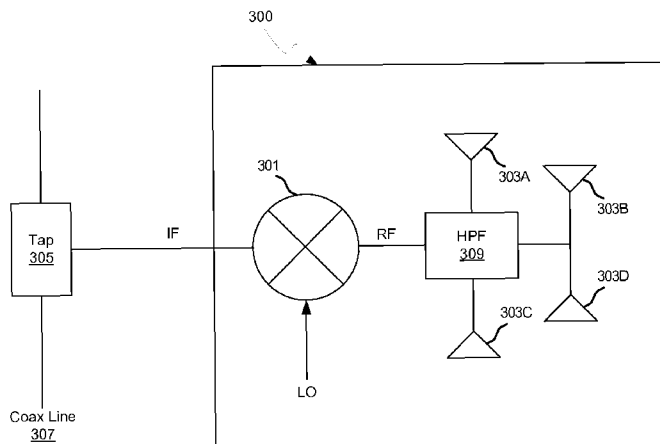 300
301
303A
303B
Tap
305
IF
RF
HPF
309
303D
303C
LO
Coax Line
307